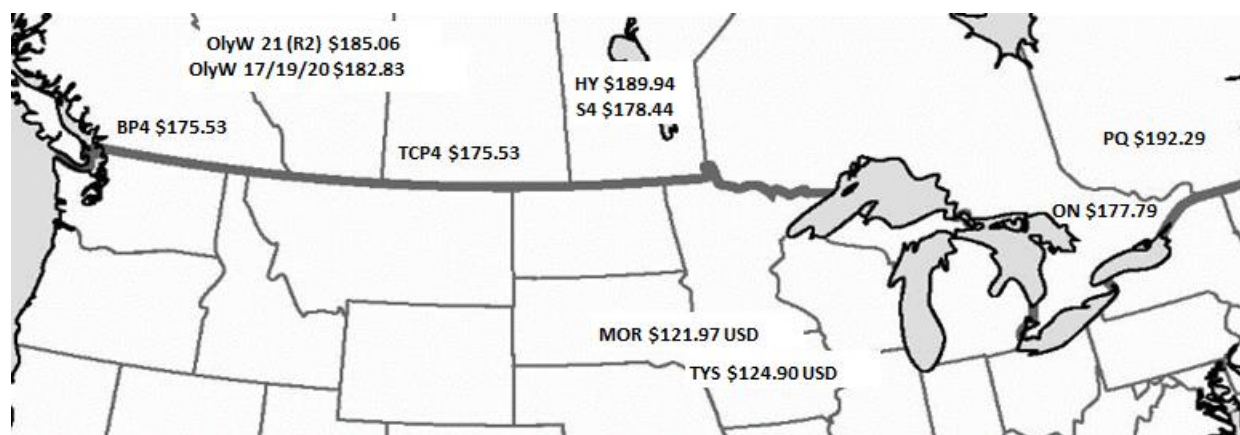 OlyW 21 (R2) $185.06
OlyW 17/19/20 $182.83
HY $189.94
S4 $178.44
BP4 $175.53
TCP4 $175.53
PQ $192.29
ON $177.79
MOR $121.97 USD
TYS $124.90 USD